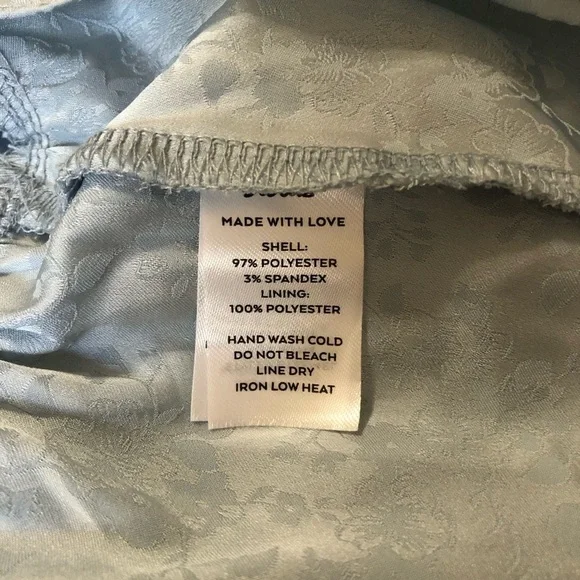 MADE WITH LOVE
SHELL:
97% POLYESTER
3% SPANDEX
LINING:
100% POLYESTER
HAND WASH COLD
DO NOT BLEACH
LINE DRY
IRON LOW HEAT